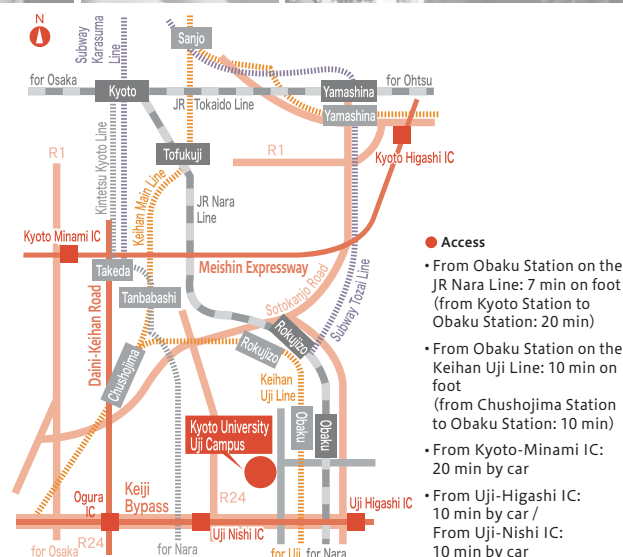 N
Subway
Karasuma
Line
Sanjo
for Osaka
Kyoto
JR Tokaido Line
Yamashina
for Ohtsu
Yamashina
Kyoto Higashi IC
R1
R1
Tofukuji
Kintetsu Kyoto Line
Keihan Main Line
JR Nara
Line
Kyoto Minami IC
Takeda
Meishin Expressway
Tanbabashi
Sotokanjo Road
Subway Tozai Line
Daini-Keihan Road
Chushojima
Rokujizo
Rokujizo
Keihan
Uji Line
Kyoto University
Uji Campus
Obaku
Obaku
Ogura
IC
Keiji
Bypass
R24
Uji Nishi IC
Uji Higashi IC
for Osaka
R24
for Nara
for Uji
for Nara
Access
• From Obaku Station on the
JR Nara Line: 7 min on foot
(from Kyoto Station to
Obaku Station: 20 min)
• From Obaku Station on the
Keihan Uji Line: 10 min on
foot
(from Chushojima Station
to Obaku Station: 10 min)
• From Kyoto-Minami IC:
20 min by car
• From Uji-Higashi IC:
10 min by car /
From Uji-Nishi IC:
10 min by car